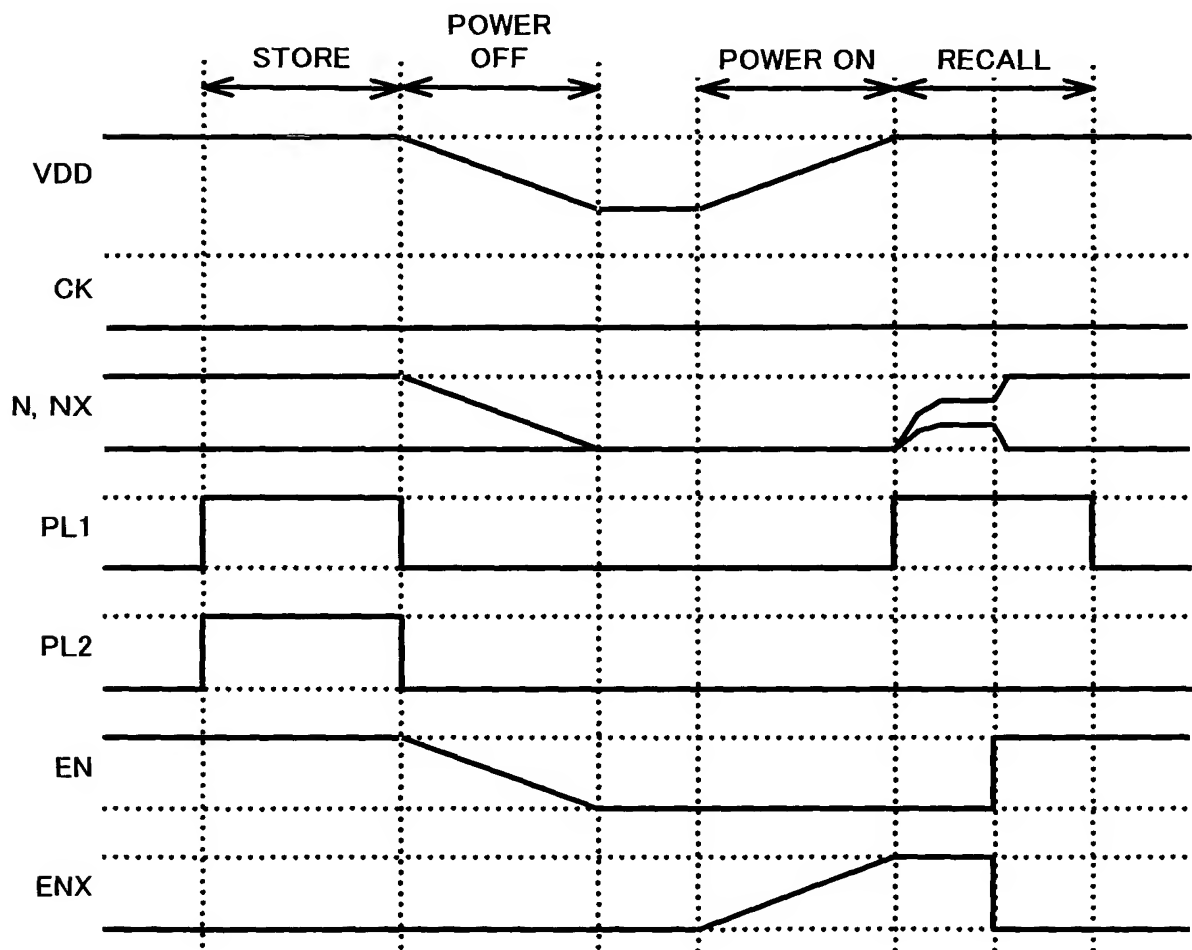 STORE
POWER
OFF
POWER ON
RECALL
VDD
CK
N, NX
PL1
PL2
EN
ENX